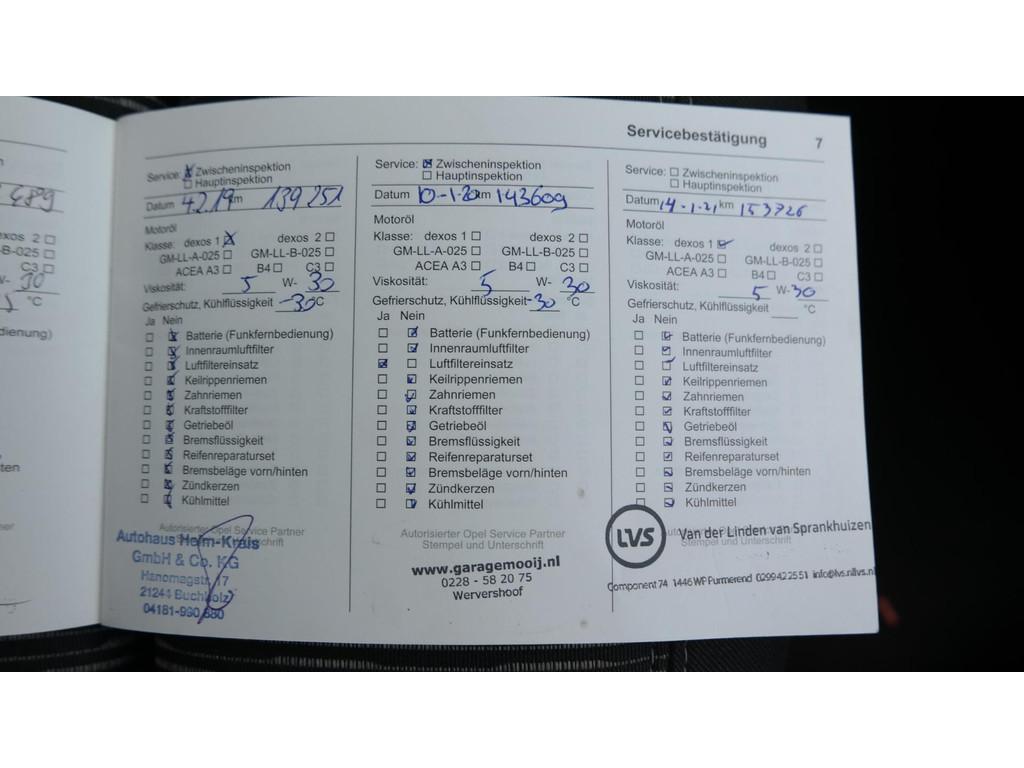 489
Servicebestätigung 7
Service: Zwischeninspektion
Hauptinspektion
Datum 4.2.19 km 139 251
Motoröl
Klasse: dexos 1 dexos 2
GM-LL-A-025 GM-LL-B-025
ACEA A3 B4 C3
Viskosität: 5 W- 30
Gefrierschutz, Kühlflüssigkeit -30 °C
Ja Nein
Batterie (Funkfernbedienung)
Innenraumluftfilter
Luftfiltereinsatz
Keilrippenriemen
Zahnriemen
Kraftstofffilter
Getriebeöl
Bremsflüssigkeit
Reifenreparaturset
Bremsbeläge vorn/hinten
Zündkerzen
Kühlmittel
Autorisierter Opel Service Partner
Stempel und Unterschrift
Autohaus Helm-Krais
GmbH & Co. KG
Hanomagstr. 17
21244 Buchholz
04181-990 880
Service: Zwischeninspektion
Hauptinspektion
Datum 10-1-20 km 143609
Motoröl
Klasse: dexos 1 dexos 2
GM-LL-A-025 GM-LL-B-025
ACEA A3 B4 C3
Viskosität: 5 W- 30
Gefrierschutz, Kühlflüssigkeit -30 °C
Ja Nein
Batterie (Funkfernbedienung)
Innenraumluftfilter
Luftfiltereinsatz
Keilrippenriemen
Zahnriemen
Kraftstofffilter
Getriebeöl
Bremsflüssigkeit
Reifenreparaturset
Bremsbeläge vorn/hinten
Zündkerzen
Kühlmittel
Autorisierter Opel Service Partner
Stempel und Unterschrift
www.garagemooij.nl
0228 - 58 20 75
Wervershoof
Service: Zwischeninspektion
Hauptinspektion
Datum 14-1-21 km 153726
Motoröl
Klasse: dexos 1 dexos 2
GM-LL-A-025 GM-LL-B-025
ACEA A3 B4 C3
Viskosität: 5 W-30
Gefrierschutz, Kühlflüssigkeit °C
Ja Nein
Batterie (Funkfernbedienung)
Innenraumluftfilter
Luftfiltereinsatz
Keilrippenriemen
Zahnriemen
Kraftstofffilter
Getriebeöl
Bremsflüssigkeit
Reifenreparaturset
Bremsbeläge vorn/hinten
Zündkerzen
Kühlmittel
Autorisierter Opel Service Partner
Stempel und Unterschrift
LVS Van der Linden van Sprankhuizen
Component 74 1446 WP Purmerend 0299422551